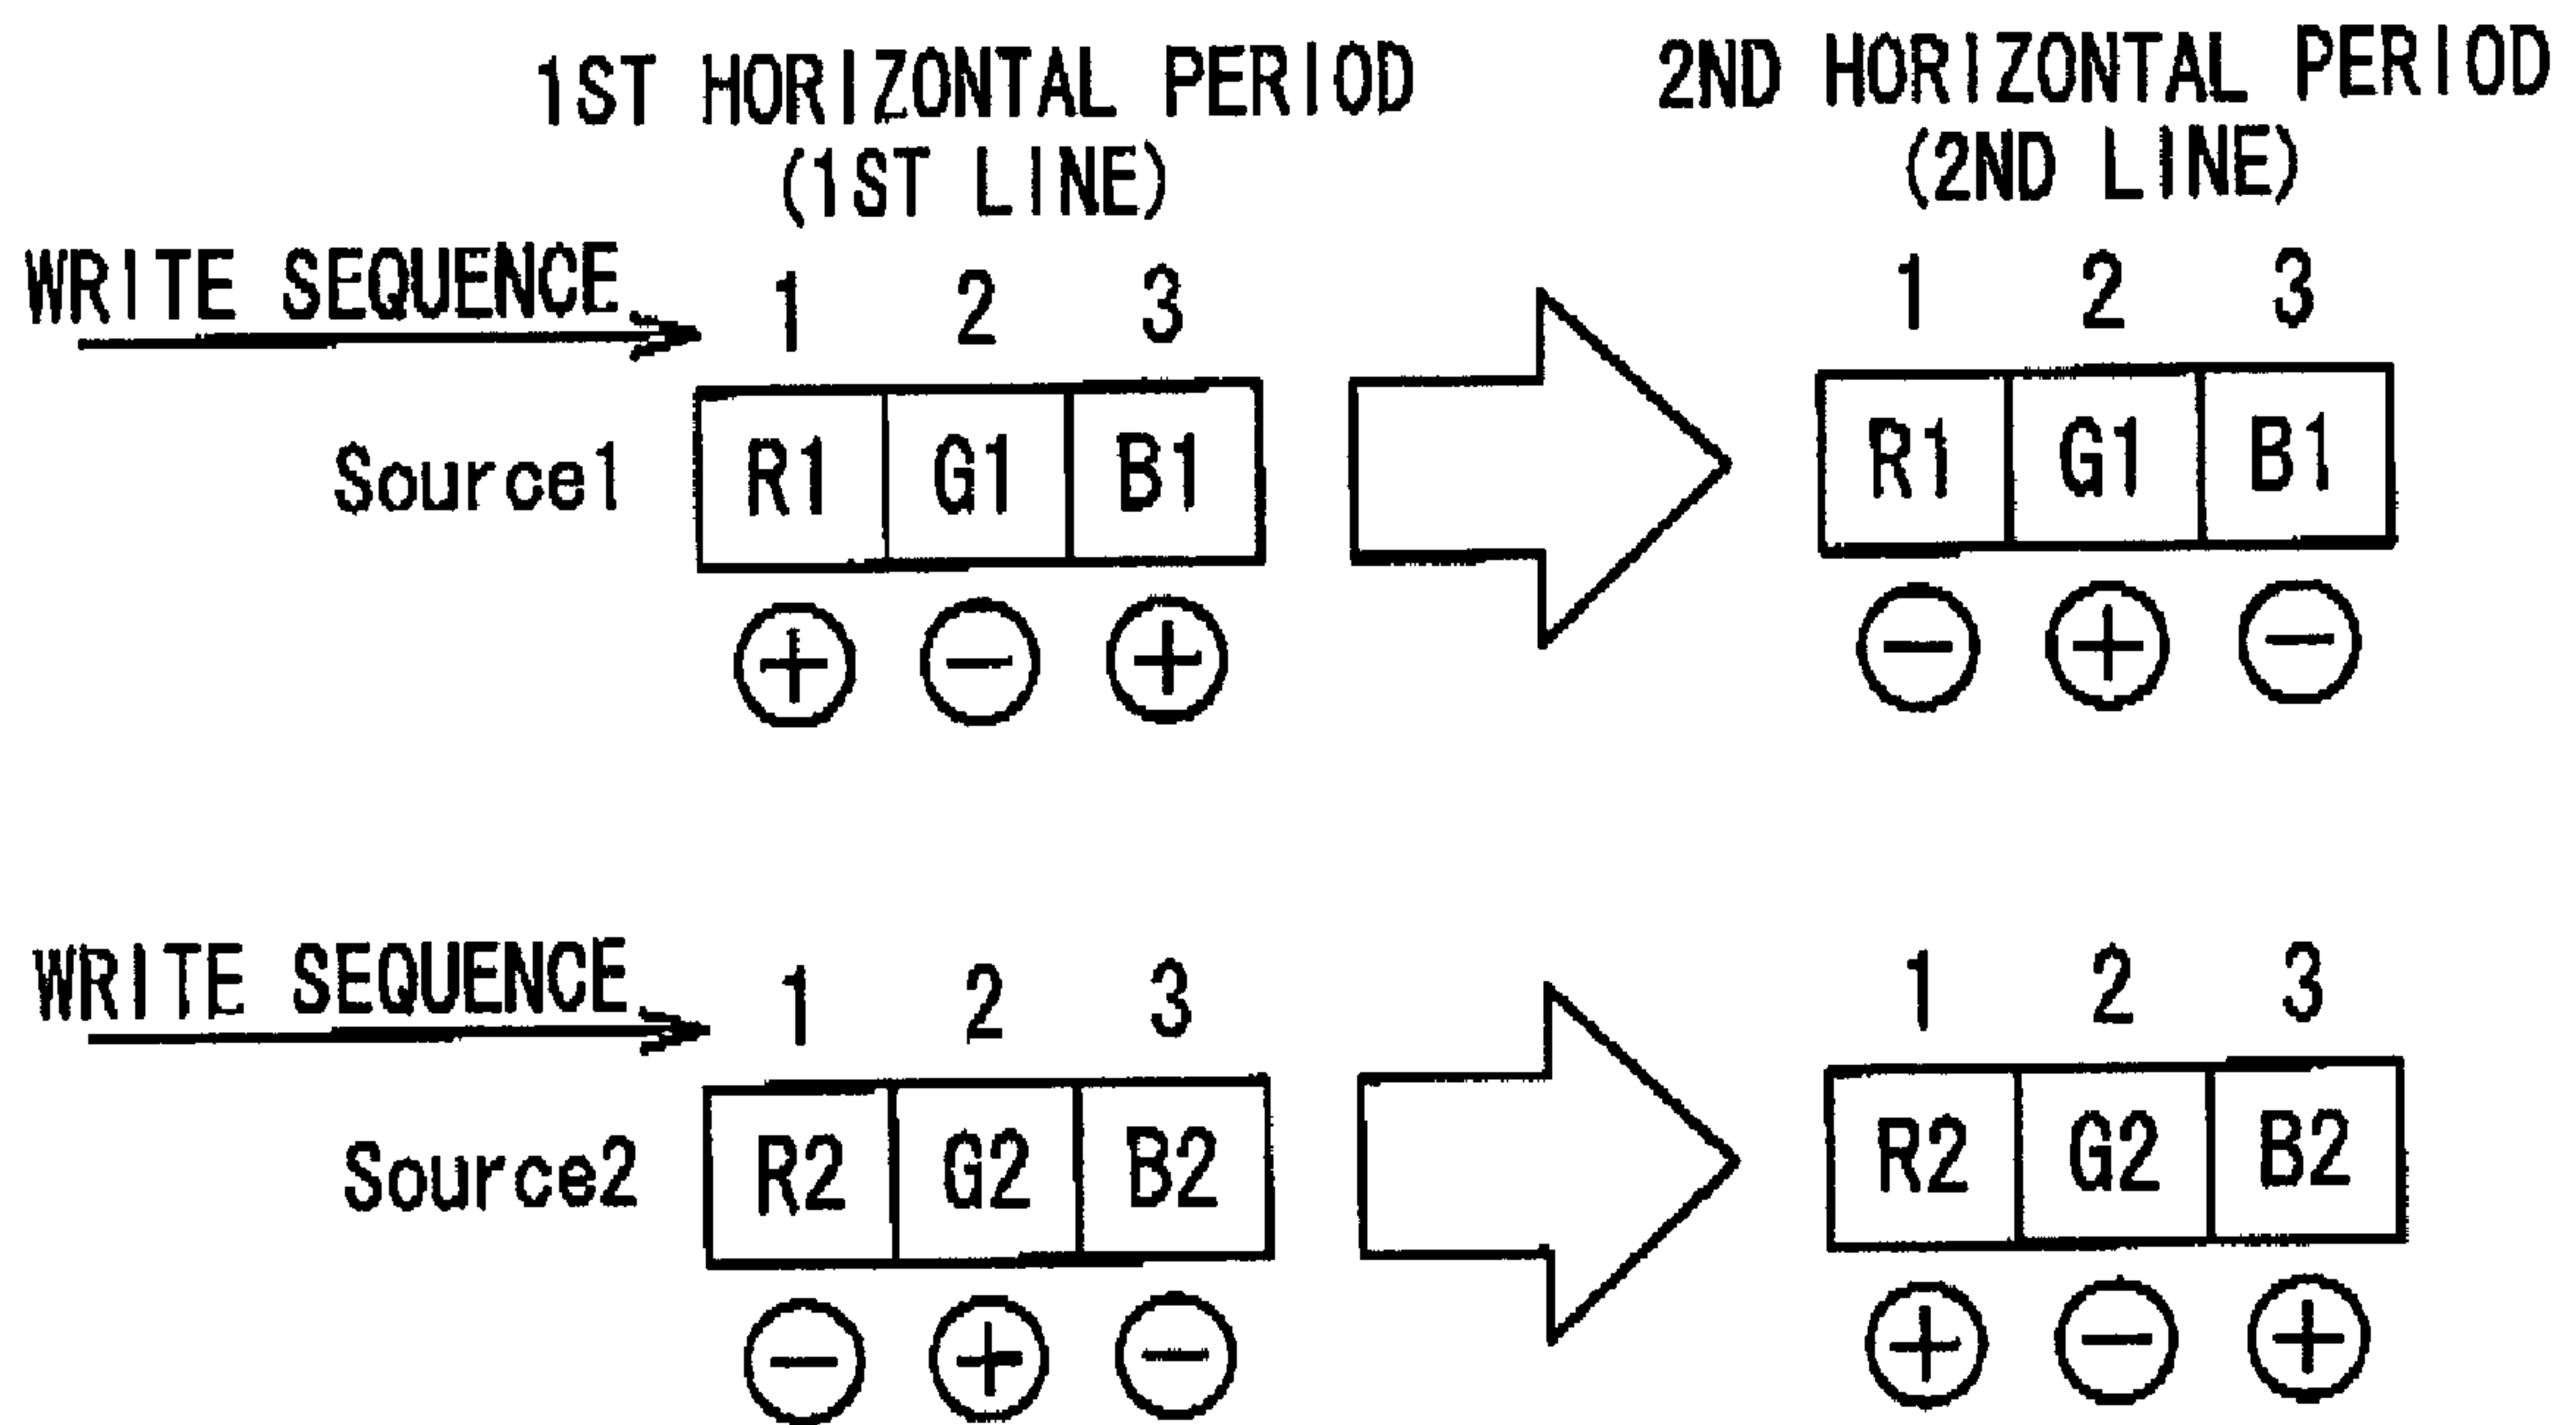 1ST HORIZONTAL PERIOD 2ND HORIZONTAL PERIOD
(1ST LINE) (2ND LINE)
WRITE SEQUENCE 1 2 3 1 2 3
Source1 R1 G1 B1 R1 G1 B1
+ - + - + -
WRITE SEQUENCE 1 2 3 1 2 3
Source2 R2 G2 B2 R2 G2 B2
- + - + - +